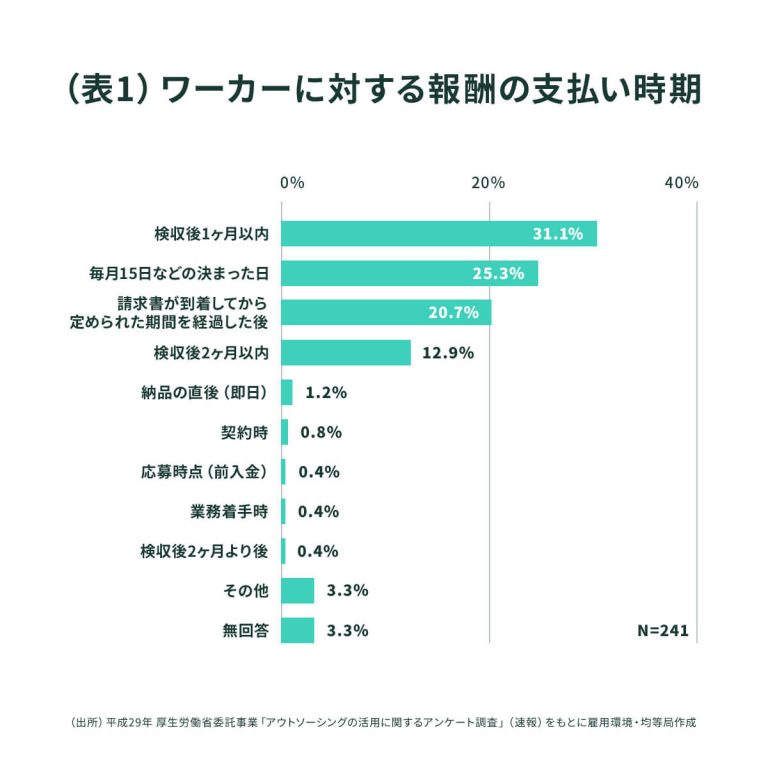 （表1）ワーカーに対する報酬の支払い時期
0% 20% 40%
検収後1ヶ月以内 31.1%
毎月15日などの決まった日 25.3%
請求書が到着してから
定められた期間を経過した後 20.7%
検収後2ヶ月以内 12.9%
納品の直後（即日） 1.2%
契約時 0.8%
応募時点（前入金） 0.4%
業務着手時 0.4%
検収後2ヶ月より後 0.4%
その他 3.3%
無回答 3.3%
N=241
（出所）平成29年 厚生労働省委託事業「アウトソーシングの活用に関するアンケート調査」（速報）をもとに雇用環境・均等局作成